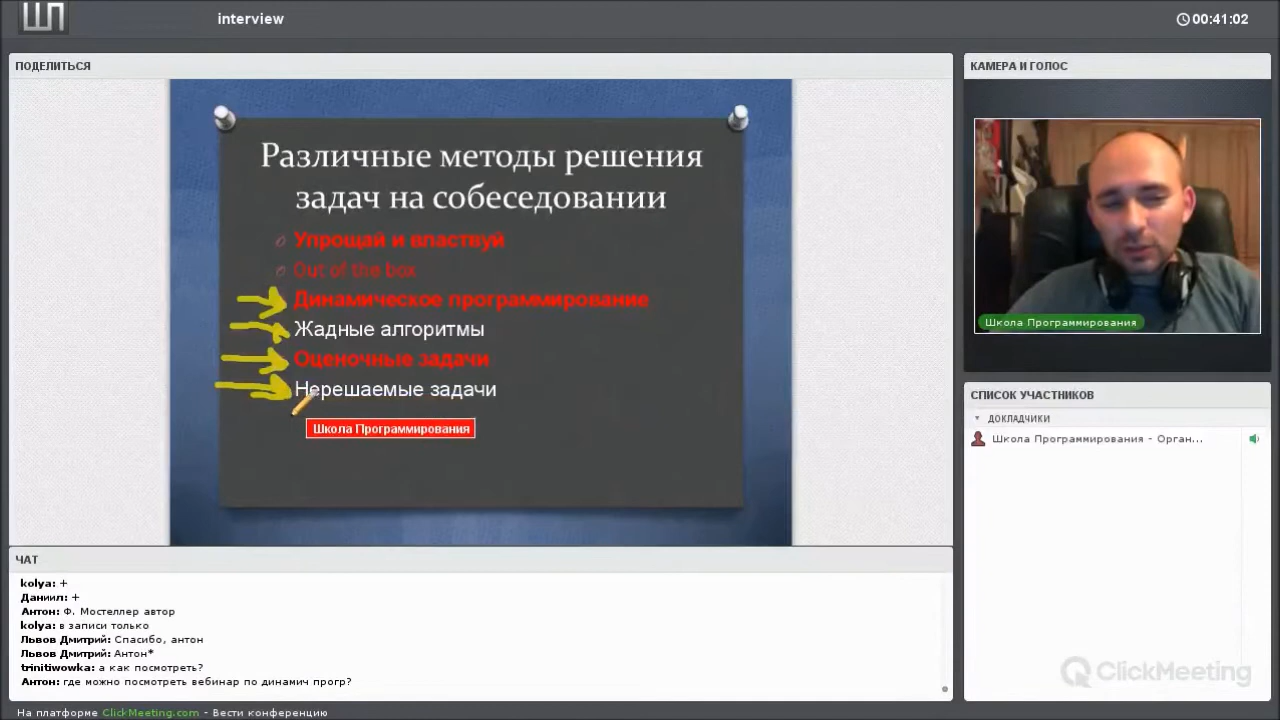 ШП
interview
00:41:02
ПОДЕЛИТЬСЯ
Различные методы решения
задач на собеседовании
Упрощай и властвуй
Out of the box
Динамическое программирование
Жадные алгоритмы
Оценочные задачи
Нерешаемые задачи
Школа Программирования
КАМЕРА И ГОЛОС
Школа Программирования
СПИСОК УЧАСТНИКОВ
ДОКЛАДЧИКИ
Школа Программирования - Орган...
ЧАТ
kolya: +
Даниил: +
Антон: Ф. Мостеллер автор
kolya: в записи только
Львов Дмитрий: Спасибо, антон
Львов Дмитрий: Антон*
trinitiwowka: а как посмотреть?
Антон: где можно посмотреть вебинар по динамич прогр?
ClickMeeting
На платформе ClickMeeting.com - Вести конференцию